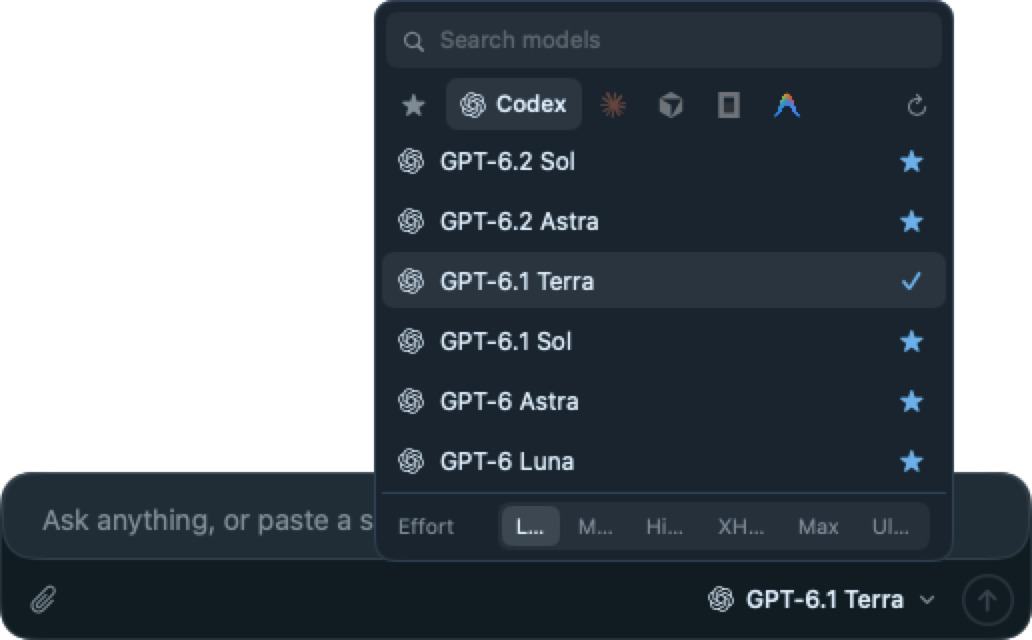 Search models
Codex
GPT-6.2 Sol
GPT-6.2 Astra
GPT-6.1 Terra
GPT-6.1 Sol
GPT-6 Astra
GPT-6 Luna
Effort L... M... Hi... XH... Max Ul...
Ask anything, or paste a s
GPT-6.1 Terra